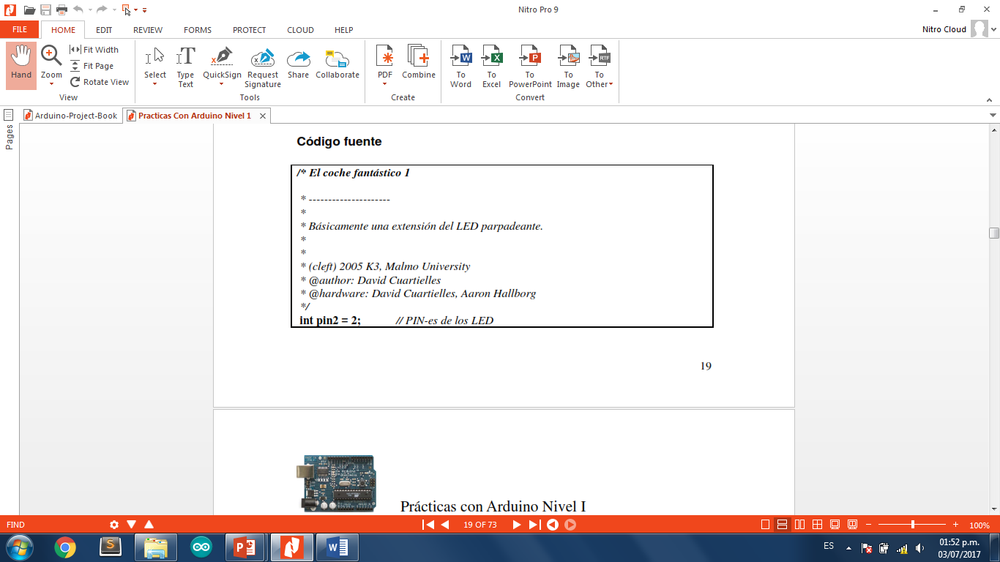 Nitro Pro 9
FILE
HOME
EDIT
REVIEW
FORMS
PROTECT
CLOUD
HELP
Nitro Cloud
Hand
Zoom
Fit Width
Fit Page
Rotate View
View
Select
Type
Text
QuickSign
Request
Signature
Share
Collaborate
Tools
PDF
Combine
Create
To
Word
To
Excel
To
PowerPoint
To
Image
To
Other
Convert
Pages
Arduino-Project-Book
Practicas Con Arduino Nivel 1
Código fuente
/* El coche fantástico 1
* ---------------------
*
* Básicamente una extensión del LED parpadeante.
*
*
* (cleft) 2005 K3, Malmo University
* @author: David Cuartielles
* @hardware: David Cuartielles, Aaron Hallborg
*/
int pin2 = 2; // PIN-es de los LED
19
Prácticas con Arduino Nivel I
FIND
19 OF 73
100%
ES
01:52 p.m.
03/07/2017